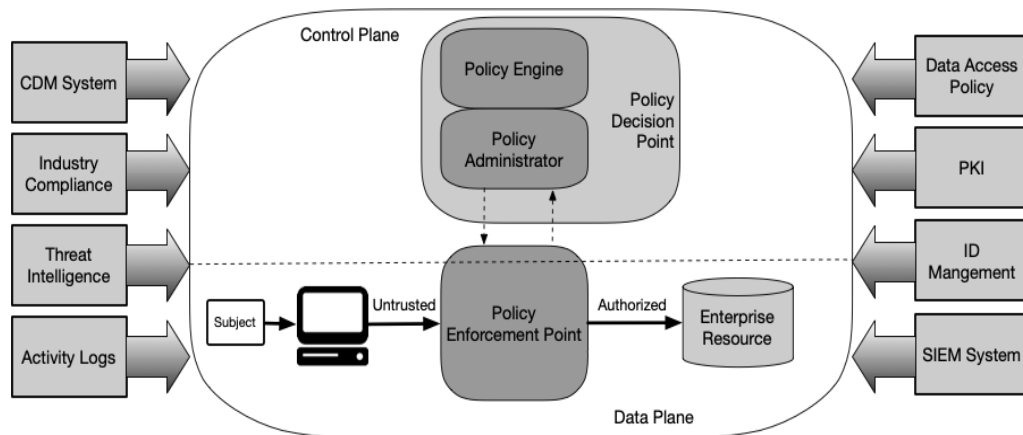 Control Plane
Policy Engine
Policy
Administrator
Policy
Decision
Point
CDM System
Industry
Compliance
Threat
Intelligence
Activity Logs
Data Access
Policy
PKI
ID
Mangement
SIEM System
Subject
Untrusted
Policy
Enforcement Point
Authorized
Enterprise
Resource
Data Plane